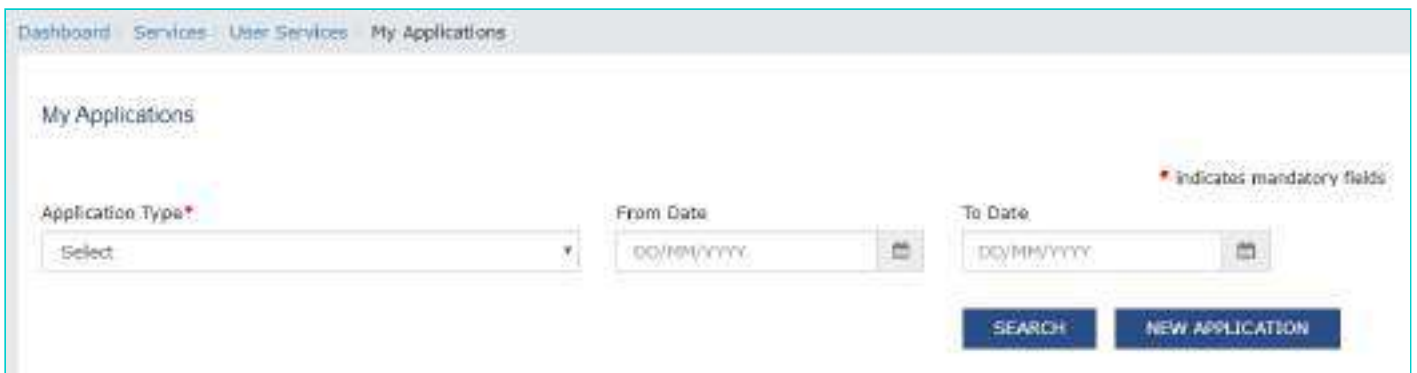 Dashboard Services User Services My Applications
My Applications
* indicates mandatory fields
Application Type* From Date To Date
Select DD/MM/YYYY DD/MM/YYYY
SEARCH NEW APPLICATION